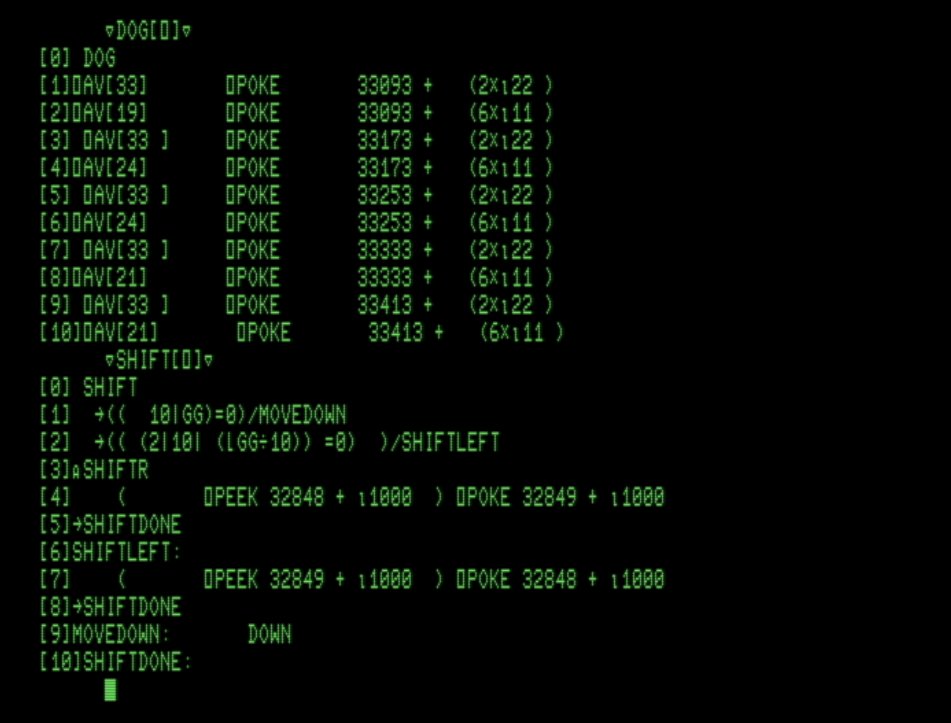 ▿DOG[⎕]▿
[0] DOG
[1]⎕AV[33] ⎕POKE 33093 + (2×⍳22 )
[2]⎕AV[19] ⎕POKE 33093 + (6×⍳11 )
[3] ⎕AV[33 ] ⎕POKE 33173 + (2×⍳22 )
[4]⎕AV[24] ⎕POKE 33173 + (6×⍳11 )
[5] ⎕AV[33 ] ⎕POKE 33253 + (2×⍳22 )
[6]⎕AV[24] ⎕POKE 33253 + (6×⍳11 )
[7] ⎕AV[33 ] ⎕POKE 33333 + (2×⍳22 )
[8]⎕AV[21] ⎕POKE 33333 + (6×⍳11 )
[9] ⎕AV[33 ] ⎕POKE 33413 + (2×⍳22 )
[10]⎕AV[21] ⎕POKE 33413 + (6×⍳11 )
▿SHIFT[⎕]▿
[0] SHIFT
[1] →(( 10|GG)=0)/MOVEDOWN
[2] →(( (2|10| (⌊GG÷10)) =0) )/SHIFTLEFT
[3]⍝SHIFTR
[4] ( ⎕PEEK 32848 + ⍳1000 ) ⎕POKE 32849 + ⍳1000
[5]→SHIFTDONE
[6]SHIFTLEFT:
[7] ( ⎕PEEK 32849 + ⍳1000 ) ⎕POKE 32848 + ⍳1000
[8]→SHIFTDONE
[9]MOVEDOWN: DOWN
[10]SHIFTDONE: